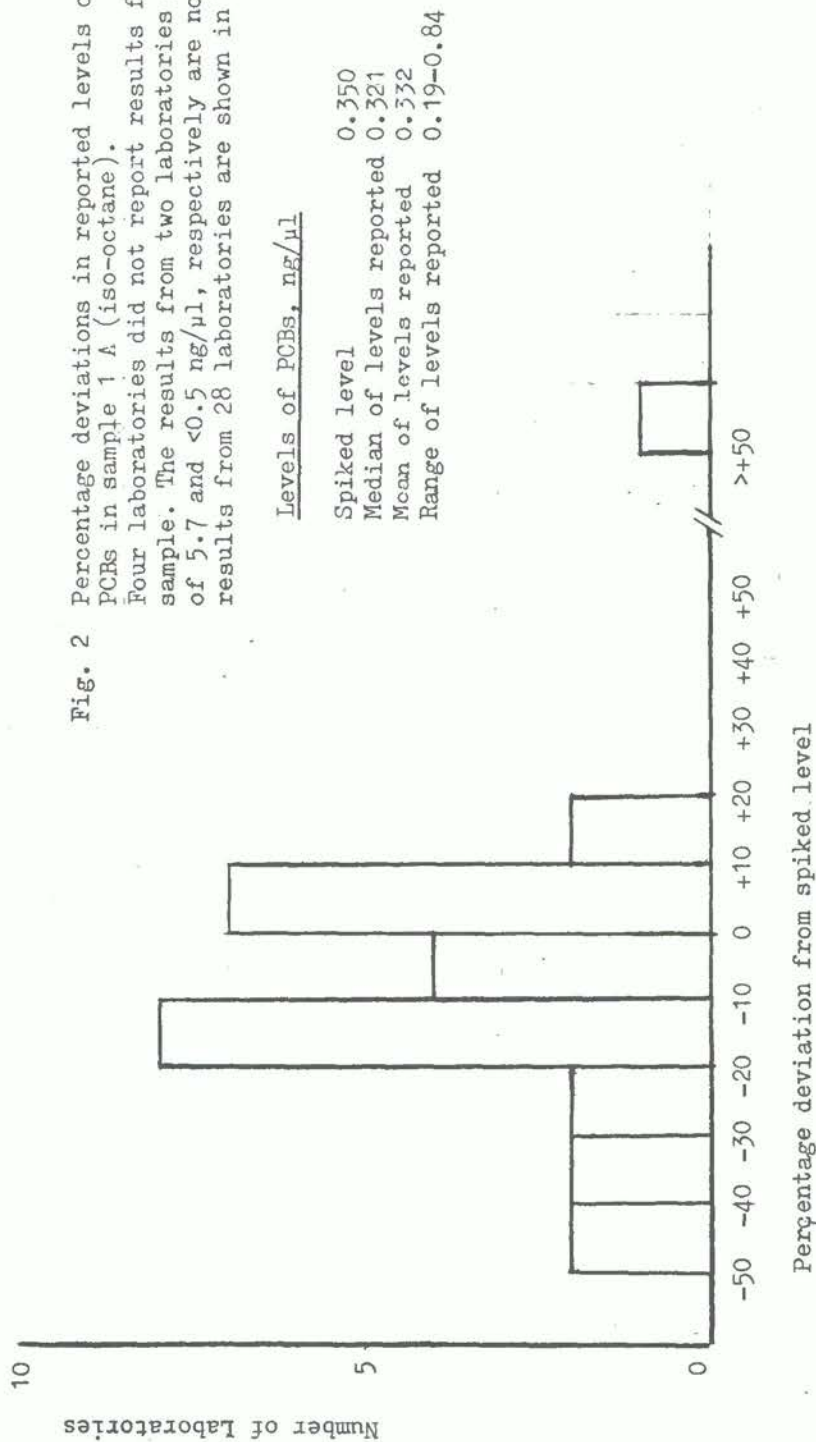 Fig. 2 Percentage deviations in reported levels
PCBs in sample 1 A (iso-octane).
Four laboratories did not report results
sample. The results from two laboratories
of 5.7 and <0.5 ng/µl, respectively are
results from 28 laboratories are shown in
Levels of PCBs, ng/µl
Spiked level 0.350
Median of levels reported 0.321
Mean of levels reported 0.332
Range of levels reported 0.19-0.84
Number of Laboratories
10
5
0
-50 -40 -30 -20 -10 0 +10 +20 +30 +40 +50 >+50
Percentage deviation from spiked level